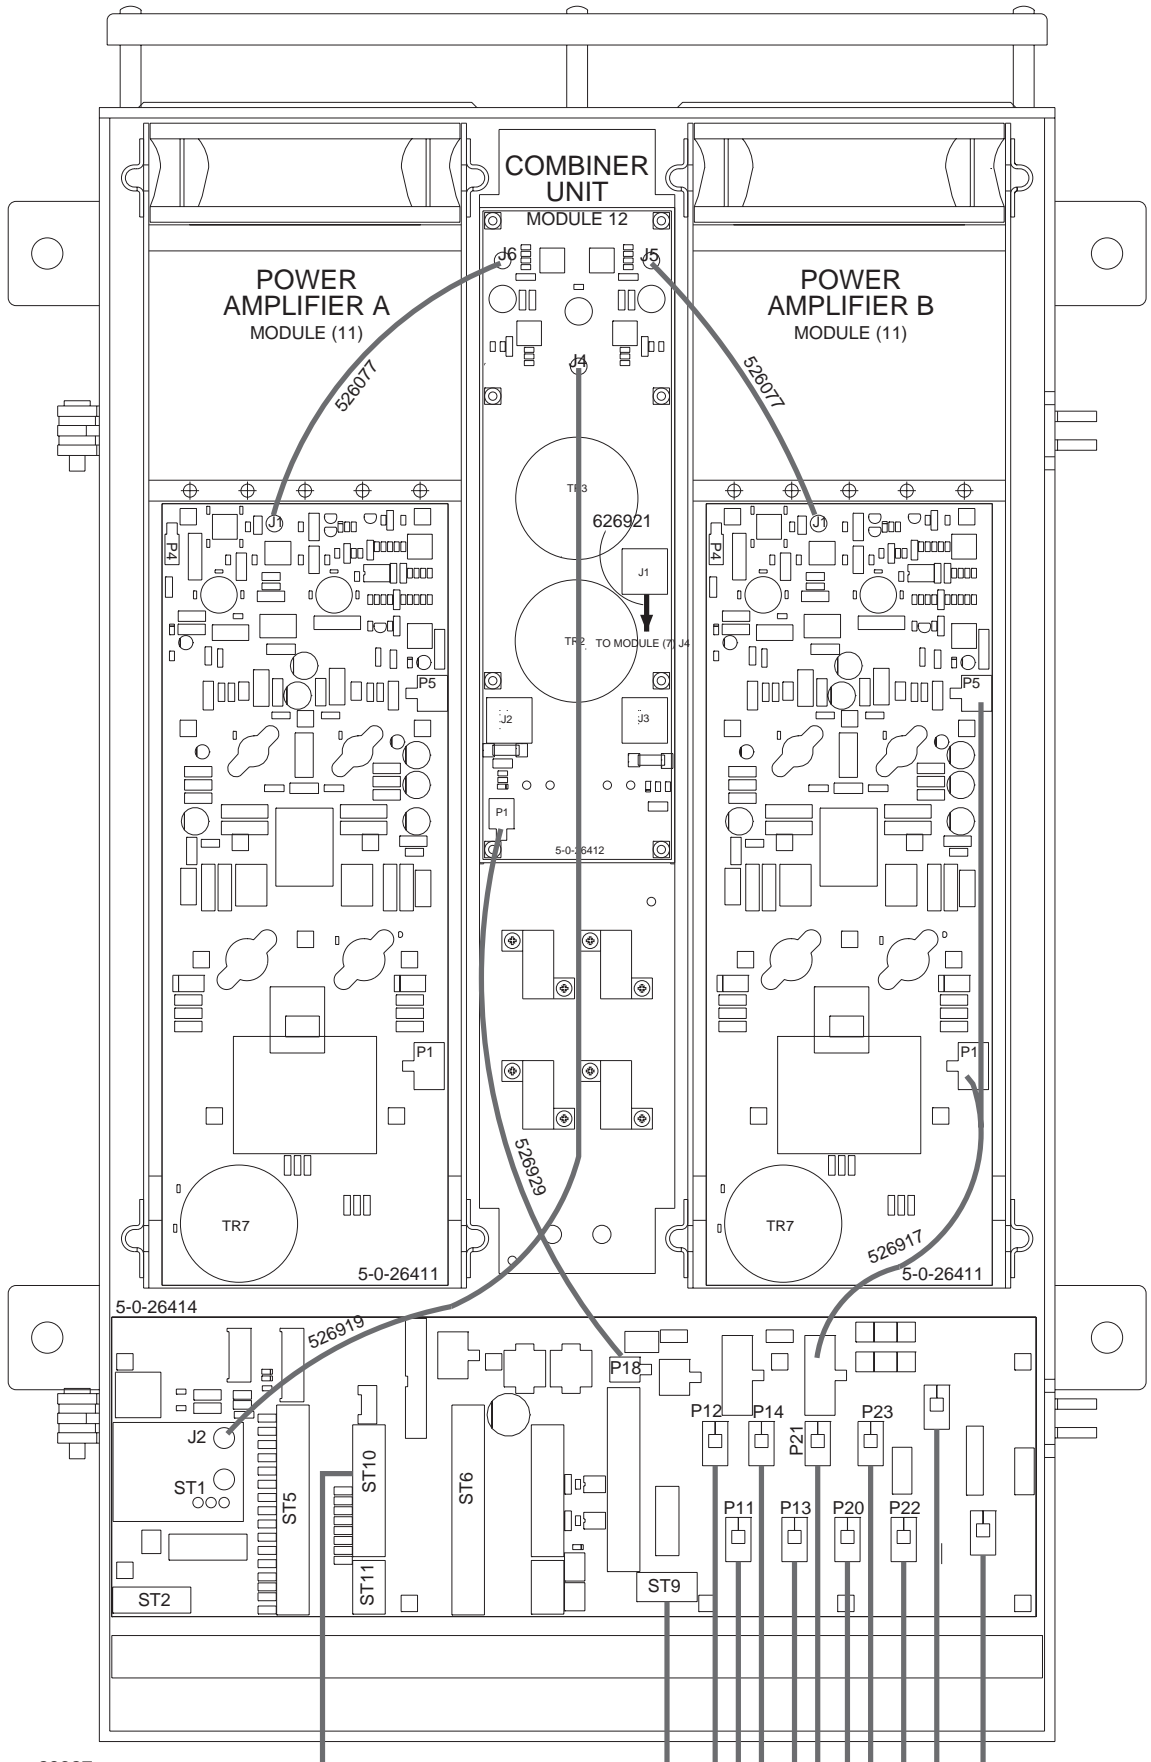 COMBINER
UNIT
MODULE 12
J6
J5
POWER
AMPLIFIER A
MODULE (11)
POWER
AMPLIFIER B
MODULE (11)
J4
526077
526077
TR3
626921
J1
J1
P4
P4
J1
TR2
TO MODULE (7) J4
P5
P5
J2
J3
P1
5-0-26412
D
D
P1
P1
526929
TR7
TR7
526917
5-0-26411
5-0-26411
5-0-26414
526919
P18
P12
P14
P21
P23
J2
ST1
ST5
ST10
ST6
P11
P13
P20
P22
ST11
ST9
ST2